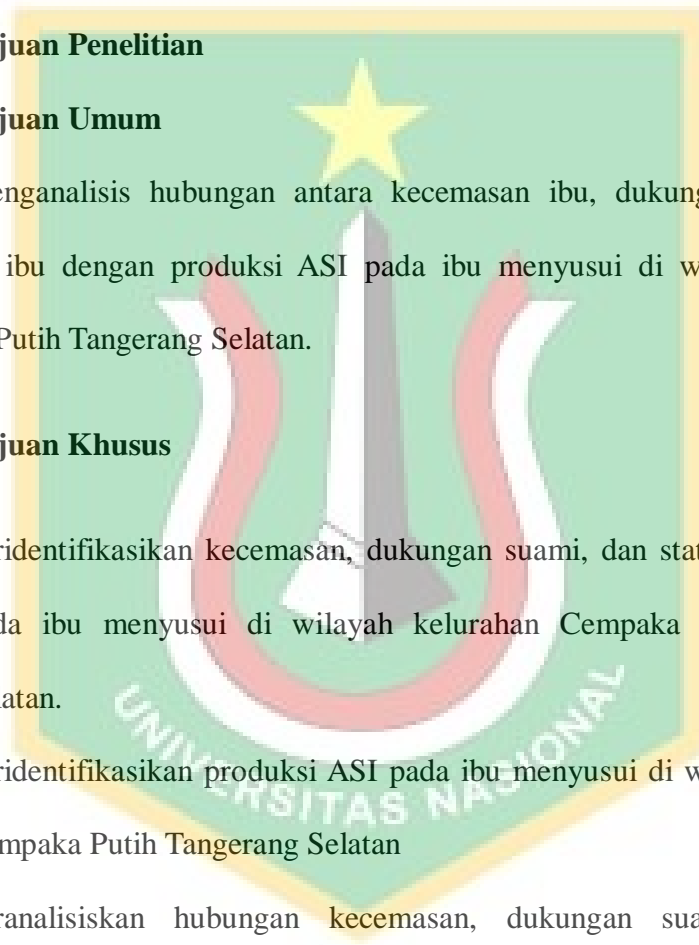 juan Penelitian
juan Umum
enganalisis hubungan antara kecemasan ibu, dukung
ibu dengan produksi ASI pada ibu menyusui di w
Putih Tangerang Selatan.
juan Khusus
ridentifikasikan kecemasan, dukungan suami, dan stat
da ibu menyusui di wilayah kelurahan Cempaka
latan.
ridentifikasikan produksi ASI pada ibu menyusui di w
mpaka Putih Tangerang Selatan
ranalisiskan hubungan kecemasan, dukungan sua
UNIVERSITAS NASIONAL